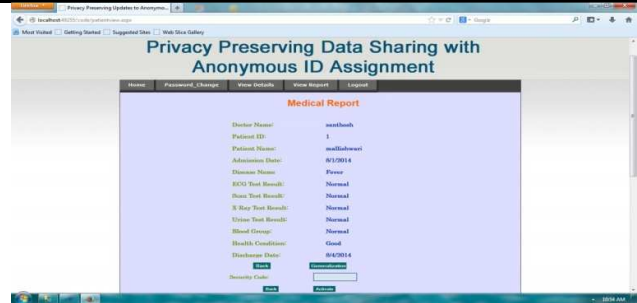 Privacy Preserving Updates to Anonymo...
localhost
Google
Most Visited Getting Started Suggested Sites Web Slice Gallery
Privacy Preserving Data Sharing with
Anonymous ID Assignment
Home Password_Change View Details View Report Logout
Medical Report
Doctor Name: senthosh
Patient ID: 1
Patient Name: mallishwari
Admission Date: 8/1/2014
Disease Name: Fever
ECG Test Result: Normal
Scan Test Result: Normal
X Ray Test Result: Normal
Urine Test Result: Normal
Blood Group: Normal
Health Condition: Good
Discharge Date: 8/4/2014
Back Generalization
Security Code:
Back Activate